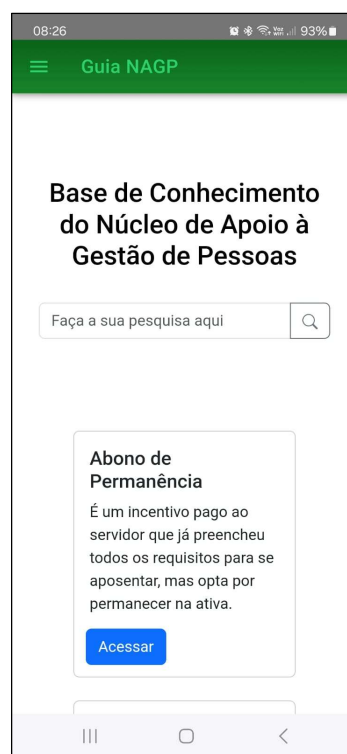 08:26
93%
Guia NAGP
Base de Conhecimento
do Núcleo de Apoio à
Gestão de Pessoas
Faça a sua pesquisa aqui
Abono de
Permanência
É um incentivo pago ao
servidor que já preencheu
todos os requisitos para se
aposentar, mas opta por
permanecer na ativa.
Acessar